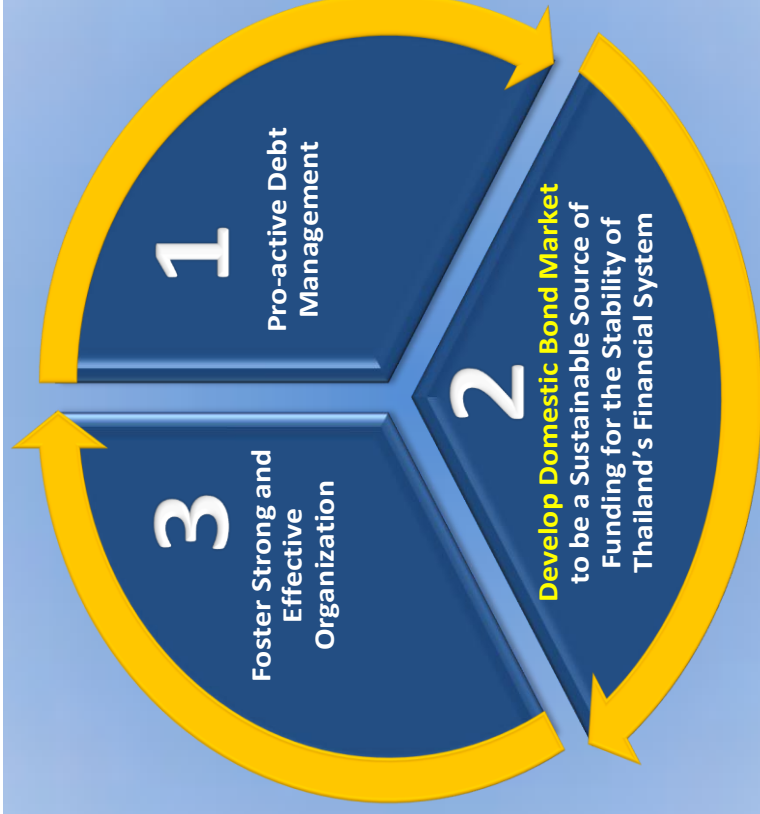 1
Pro-active Debt
Management
2
Develop Domestic Bond Market
to be a Sustainable Source of
Funding for the Stability of
Thailand’s Financial System
3
Foster Strong and
Effective
Organization